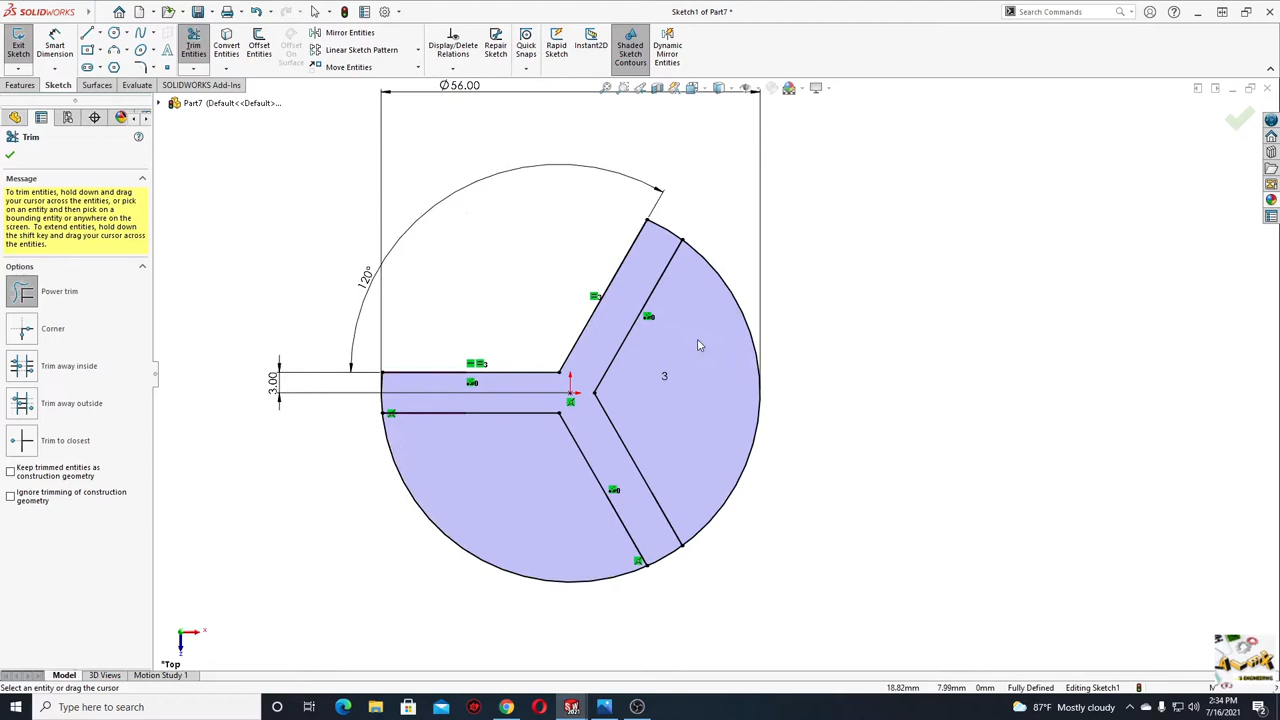 SOLIDWORKS
Sketch1 of Part7 *
Search Commands
Exit Sketch
Smart Dimension
Trim Entities
Convert Entities
Offset Entities
Offset On Surface
Mirror Entities
Linear Sketch Pattern
Move Entities
Display/Delete Relations
Repair Sketch
Quick Snaps
Rapid Sketch
Instant2D
Shaded Sketch Contours
Dynamic Mirror Entities
Features
Sketch
Surfaces
Evaluate
SOLIDWORKS Add-Ins
Part7 (Default<<Default>...
Trim
Message
To trim entities, hold down and drag
your cursor across the entities, or pick
on an entity and then pick on a
bounding entity or anywhere on the
screen. To extend entities, hold down
the shift key and drag your cursor across
the entities.
Options
Power trim
Corner
Trim away inside
Trim away outside
Trim to closest
Keep trimmed entities as
construction geometry
Ignore trimming of construction
geometry
Ø56.00
120°
3.00
3
x
z
*Top
Model
3D Views
Motion Study 1
Select an entity or drag the cursor
18.82mm
7.99mm
0mm
Fully Defined
Editing Sketch1
Type here to search
87°F Mostly cloudy
2:34 PM
7/16/2021